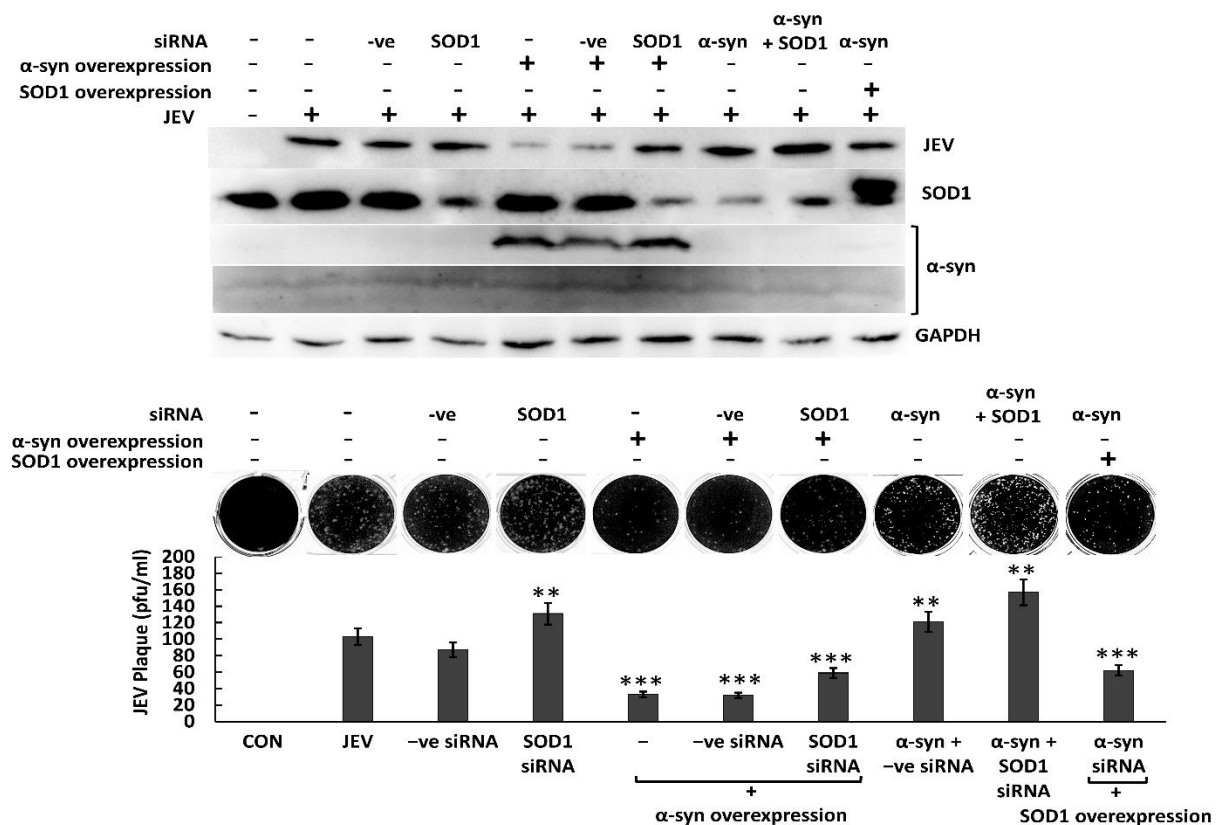 α-syn
siRNA - - -ve SOD1 - -ve SOD1 α-syn + SOD1 α-syn
α-syn overexpression - - - - + + + - - -
SOD1 overexpression - - - - - - - - - +
JEV - + + + + + + + + +
JEV
SOD1
α-syn
GAPDH
α-syn
siRNA - - -ve SOD1 - -ve SOD1 α-syn + SOD1 α-syn
α-syn overexpression - - - - + + + - - -
SOD1 overexpression - - - - - - - - - +
JEV Plaque (pfu/ml)
200
180
160
140
120
100
80
60
40
20
0
** *** *** *** ** ** ***
CON JEV –ve siRNA SOD1 – –ve siRNA SOD1 α-syn + α-syn + α-syn
siRNA siRNA –ve siRNA SOD1 siRNA
siRNA
+ +
α-syn overexpression SOD1 overexpression